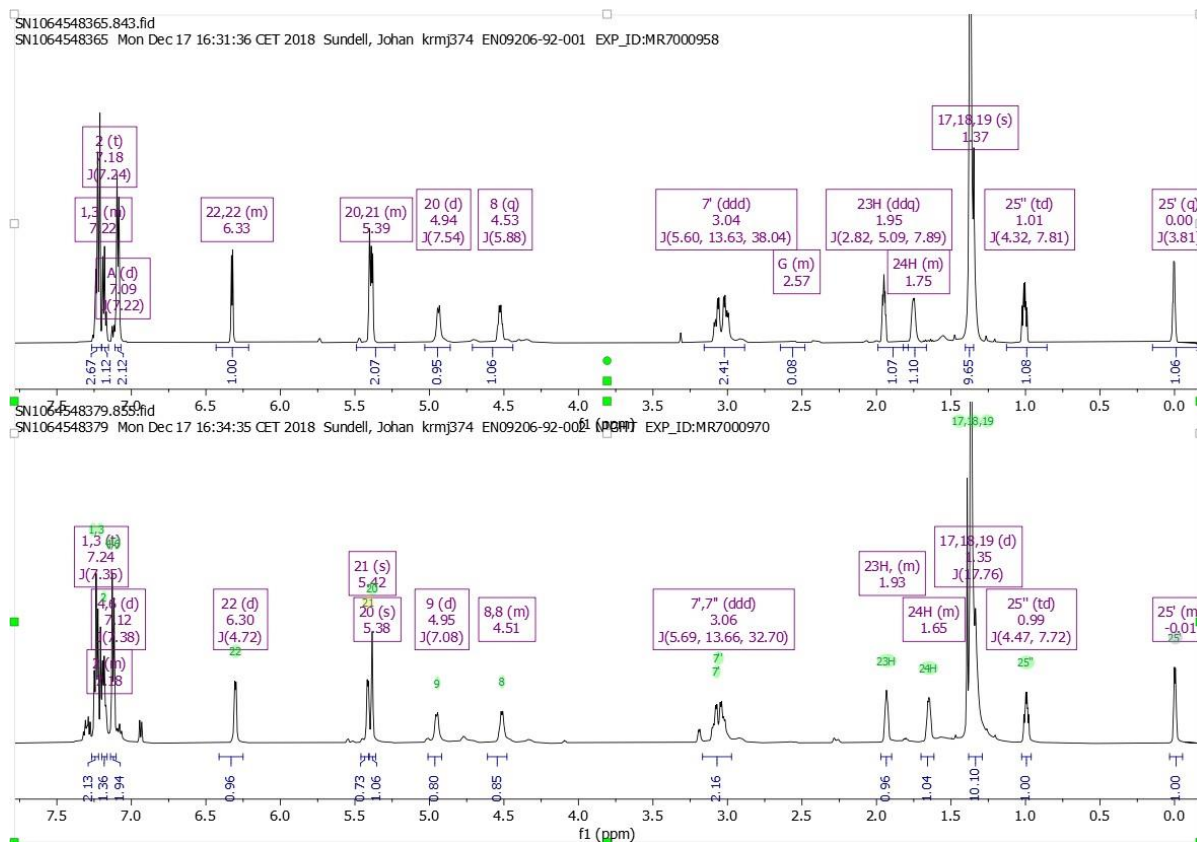 SN1064548365.843.fid
SN1064548365 Mon Dec 17 16:31:36 CET 2018 Sundell, Johan krmj374 EN09206-92-001 EXP_ID:MR7000958
2 (t)
7.18
J(7.24)
1,3 (m)
7.22
A (d)
7.09
J(7.22)
22,22 (m)
6.33
20,21 (m)
5.39
20 (d)
4.94
J(7.54)
8 (q)
4.53
J(5.88)
7' (ddd)
3.04
J(5.60, 13.63, 38.04)
G (m)
2.57
23H (ddq)
1.95
J(2.82, 5.09, 7.89)
24H (m)
1.75
17,18,19 (s)
1.37
25'' (td)
1.01
J(4.32, 7.81)
25' (q)
0.00
J(3.81)
2.67 1.12 2.12 1.00 2.07 0.95 1.06 2.41 0.08 1.07 1.10 9.65 1.08 1.06
7.5 7.0 6.5 6.0 5.5 5.0 4.5 4.0 3.5 3.0 2.5 2.0 1.5 1.0 0.5 0.0
f1 (ppm)
SN1064548379.855.fid
SN1064548379 Mon Dec 17 16:34:35 CET 2018 Sundell, Johan krmj374 EN09206-92-002 EXP_ID:MR7000970
17,18,19
1,3
1,3 (t)
7.24
J(7.35)
2
4,6 (d)
7.12
J(7.38)
22 (d)
6.30
J(4.72)
22
21 (s)
5.42
20
21
20 (s)
5.38
9 (d)
4.95
J(7.08)
9
8,8 (m)
4.51
8
7',7'' (ddd)
3.06
J(5.69, 13.66, 32.70)
7'
7'
23H, (m)
1.93
23H
24H (m)
1.65
24H
17,18,19 (d)
1.35
J(17.76)
25'' (td)
0.99
J(4.47, 7.72)
25''
25' (m
-0.01
25'
2.13 1.36 1.94 0.96 0.73 1.06 0.80 0.85 2.16 0.96 1.04 10.10 1.00 1.00
7.5 7.0 6.5 6.0 5.5 5.0 4.5 4.0 3.5 3.0 2.5 2.0 1.5 1.0 0.5 0.0
f1 (ppm)